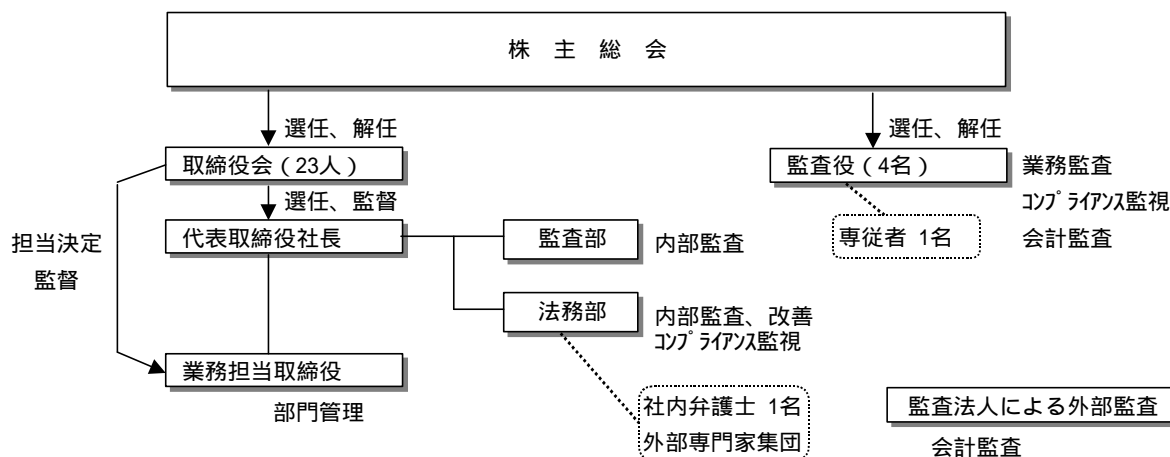 株 主 総 会
選任、解任
選任、解任
取締役会（23人）
監査役（4名）
業務監査
ｺﾝﾌﾟﾗｲｱﾝｽ監視
会計監査
選任、監督
専従者 1名
代表取締役社長
監査部
内部監査
担当決定
監督
法務部
内部監査、改善
ｺﾝﾌﾟﾗｲｱﾝｽ監視
業務担当取締役
部門管理
社内弁護士 1名
外部専門家集団
監査法人による外部監査
会計監査